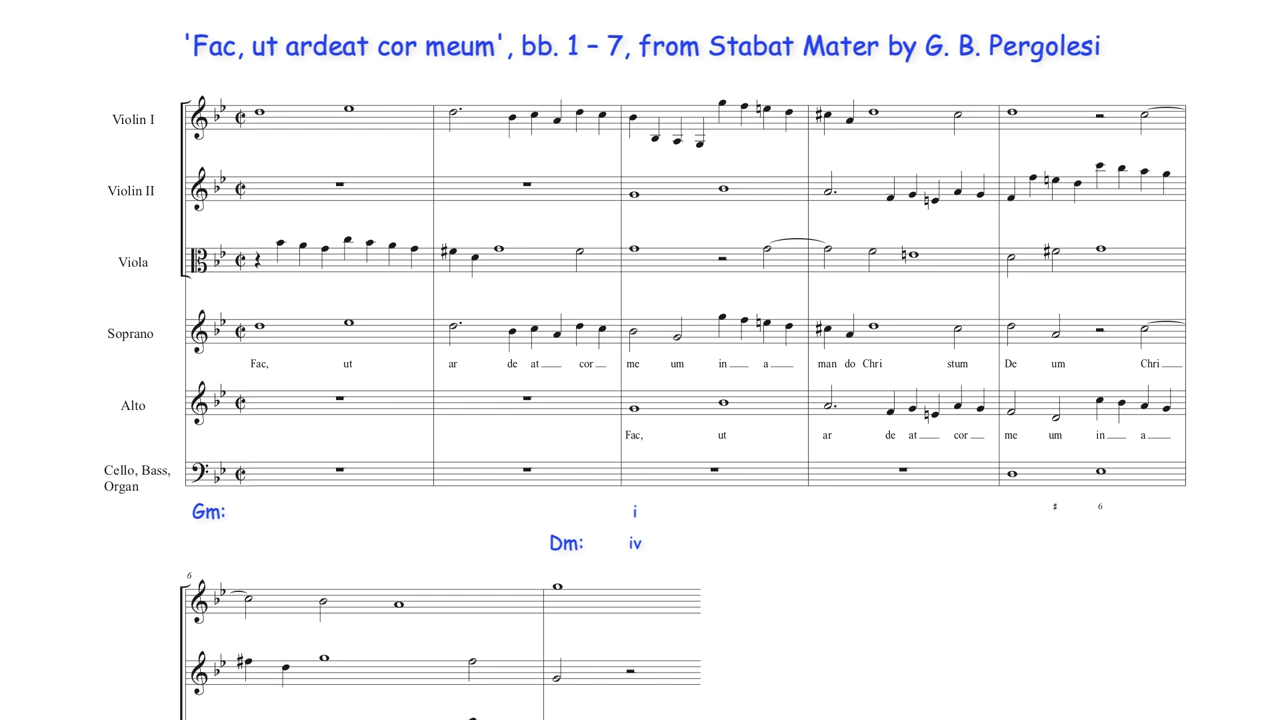 'Fac, ut ardeat cor meum', bb. 1 – 7, from Stabat Mater by G. B. Pergolesi
Violin I
Violin II
Viola
Soprano
Fac, ut ar de at cor me um in a man do Chri stum De um Chri
Alto
Fac, ut ar de at cor me um in a
Cello, Bass,
Organ
♯ 6
Gm: i
Dm: iv
6